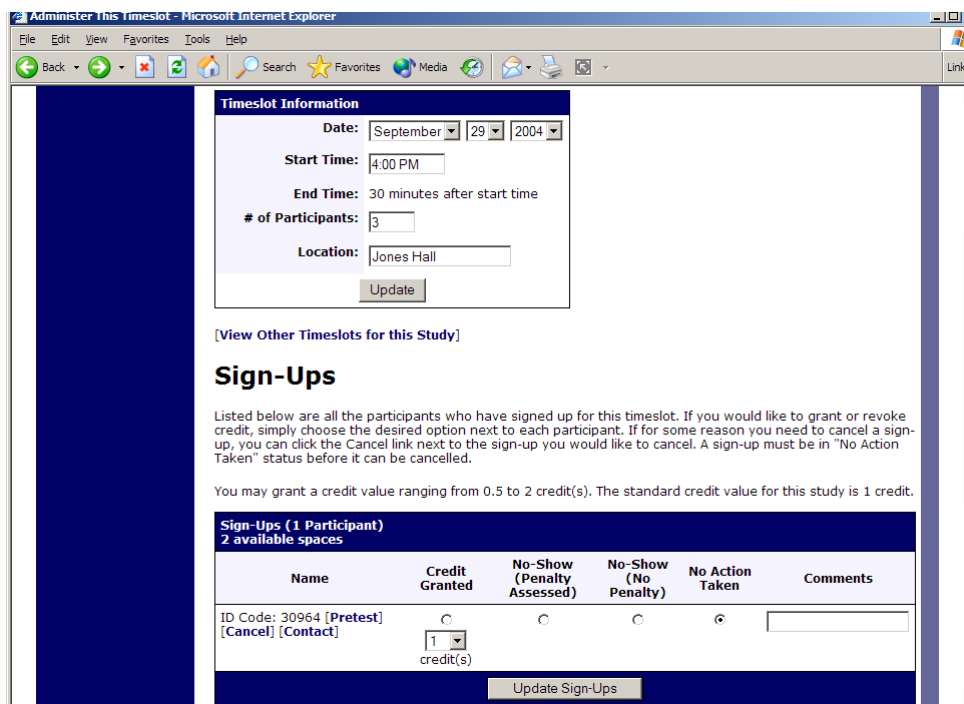 Administer This Timeslot - Microsoft Internet Explorer
File Edit View Favorites Tools Help
Back Search Favorites Media Link
Timeslot Information
Date: September 29 2004
Start Time: 4:00 PM
End Time: 30 minutes after start time
# of Participants: 3
Location: Jones Hall
Update
[View Other Timeslots for this Study]
Sign-Ups
Listed below are all the participants who have signed up for this timeslot. If you would like to grant or revoke
credit, simply choose the desired option next to each participant. If for some reason you need to cancel a sign-
up, you can click the Cancel link next to the sign-up you would like to cancel. A sign-up must be in "No Action
Taken" status before it can be cancelled.
You may grant a credit value ranging from 0.5 to 2 credit(s). The standard credit value for this study is 1 credit.
Sign-Ups (1 Participant)
2 available spaces
Name
Credit
Granted
No-Show
(Penalty
Assessed)
No-Show
(No
Penalty)
No Action
Taken
Comments
ID Code: 30964 [Pretest]
[Cancel] [Contact]
1
credit(s)
Update Sign-Ups